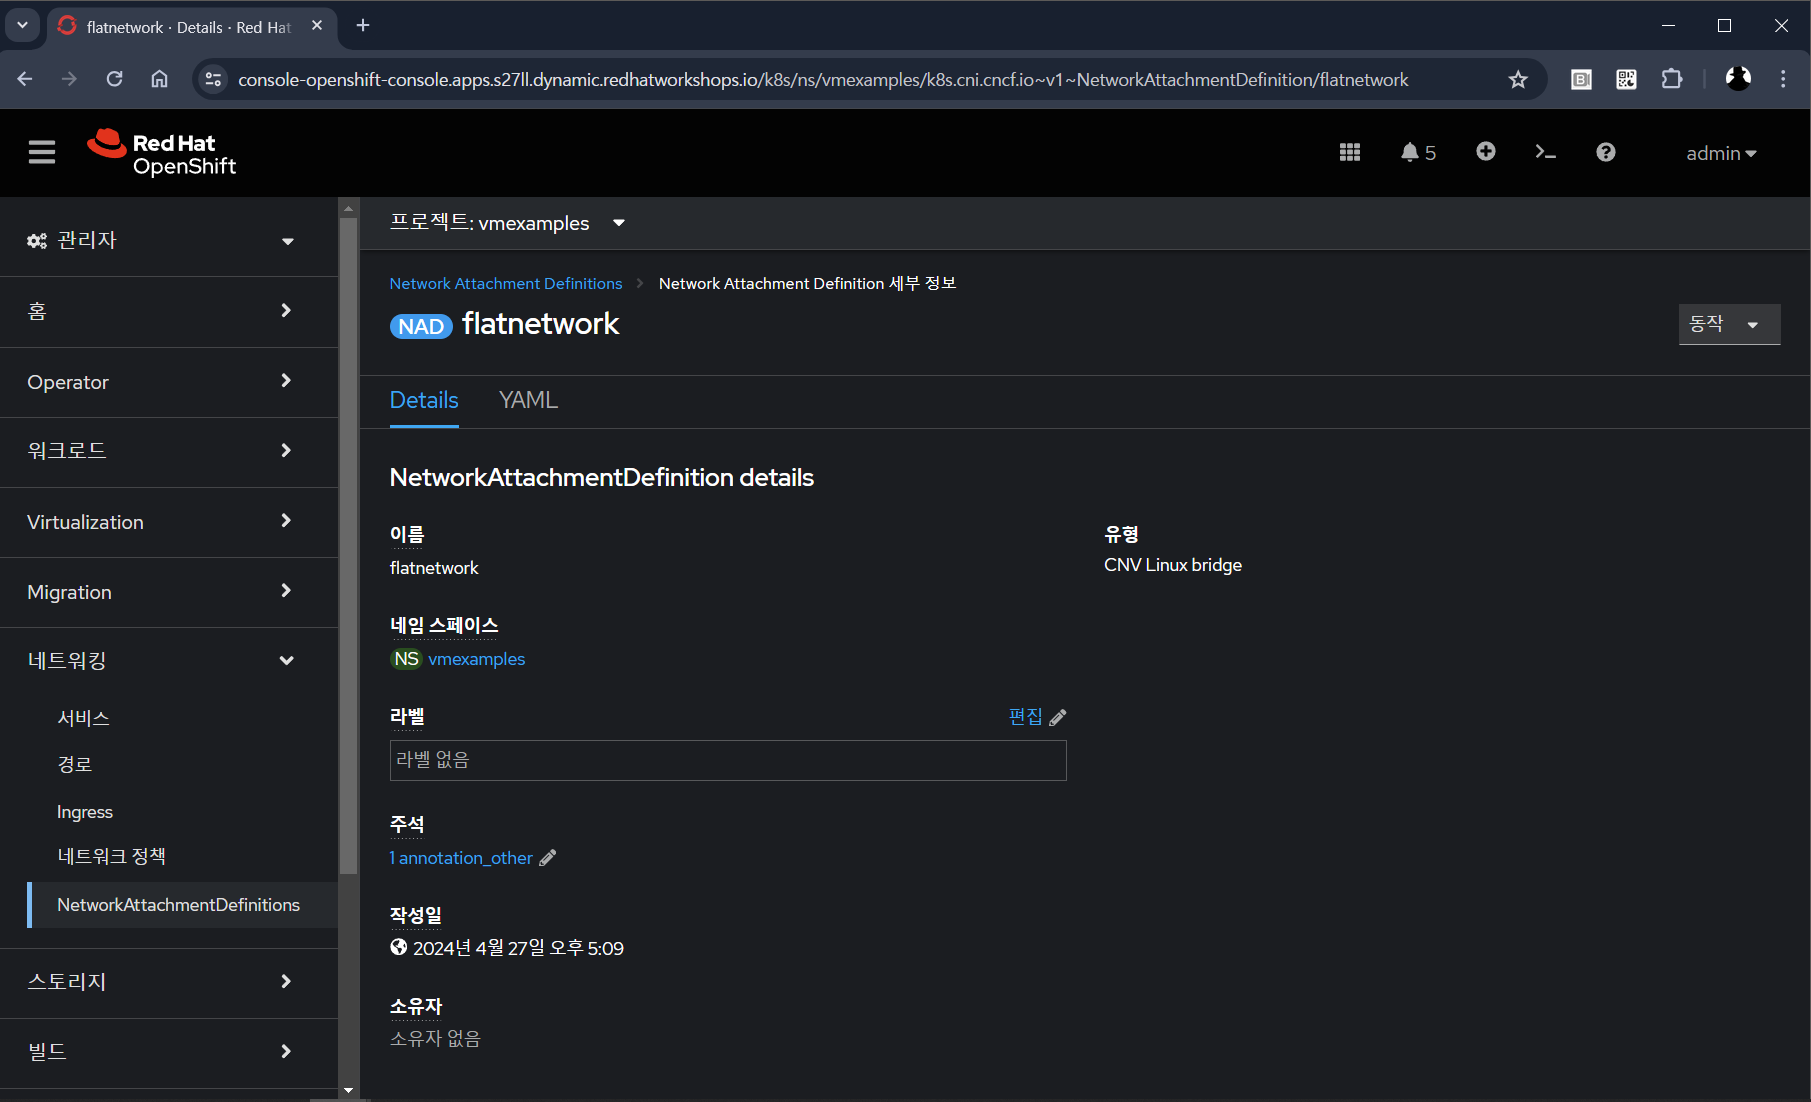 flatnetwork · Details · Red Hat
console-openshift-console.apps.s27ll.dynamic.redhatworkshops.io/k8s/ns/vmexamples/k8s.cni.cncf.io~v1~NetworkAttachmentDefinition/flatnetwork
Red Hat
OpenShift
5
admin
관리자
홈
Operator
워크로드
Virtualization
Migration
네트워킹
서비스
경로
Ingress
네트워크 정책
NetworkAttachmentDefinitions
스토리지
빌드
프로젝트: vmexamples
Network Attachment Definitions > Network Attachment Definition 세부 정보
NAD flatnetwork
동작
Details YAML
NetworkAttachmentDefinition details
이름
flatnetwork
유형
CNV Linux bridge
네임 스페이스
NS vmexamples
라벨
편집
라벨 없음
주석
1 annotation_other
작성일
2024년 4월 27일 오후 5:09
소유자
소유자 없음